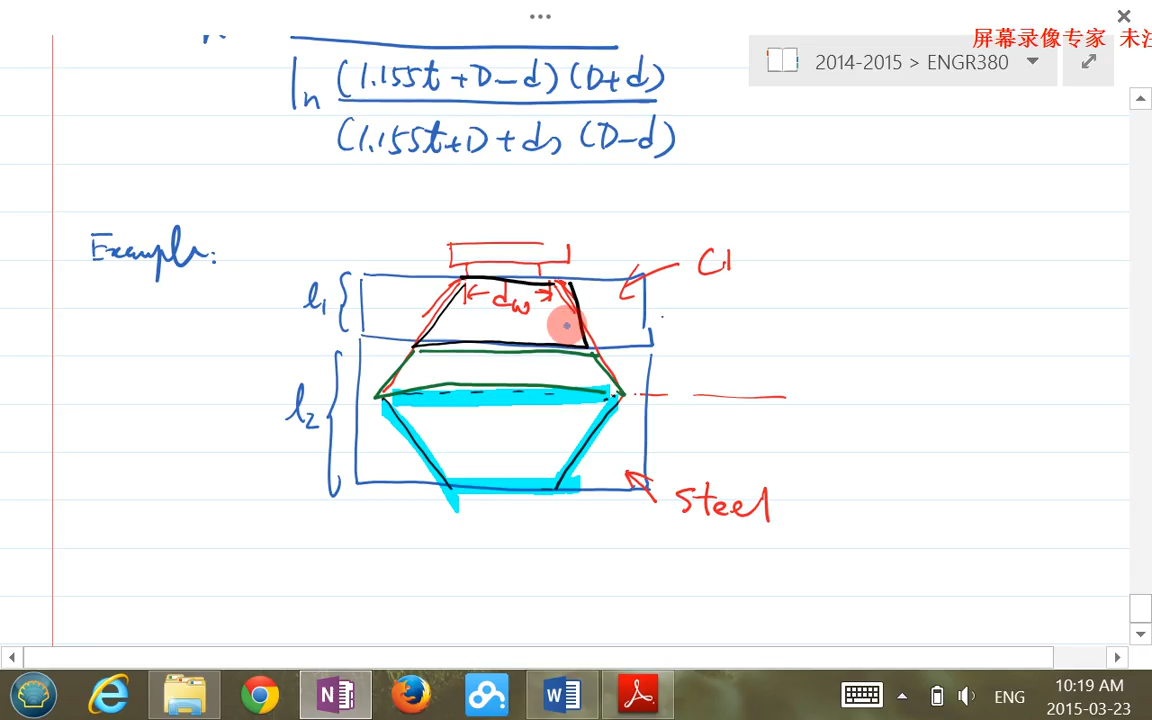 屏幕录像专家 未注
2014-2015 > ENGR380
ln (1.155t+D-d)(D+d)
(1.155t+D+d)(D-d)
Example:
CI
l1
dw
l2
steel
ENG
10:19 AM
2015-03-23